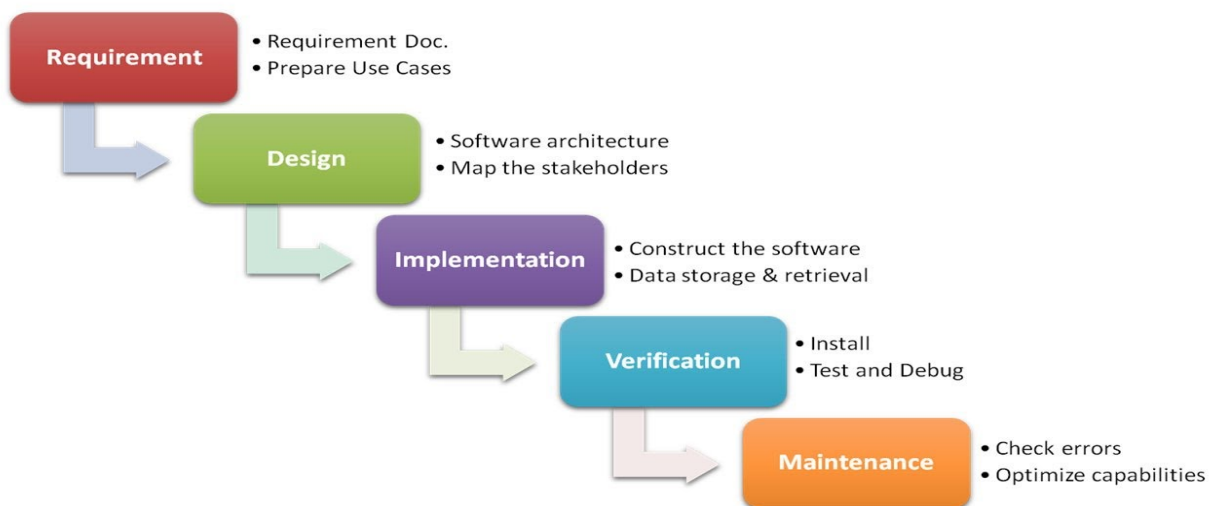 Requirement
• Requirement Doc.
• Prepare Use Cases
Design
• Software architecture
• Map the stakeholders
Implementation
• Construct the software
• Data storage & retrieval
Verification
• Install
• Test and Debug
Maintenance
• Check errors
• Optimize capabilities